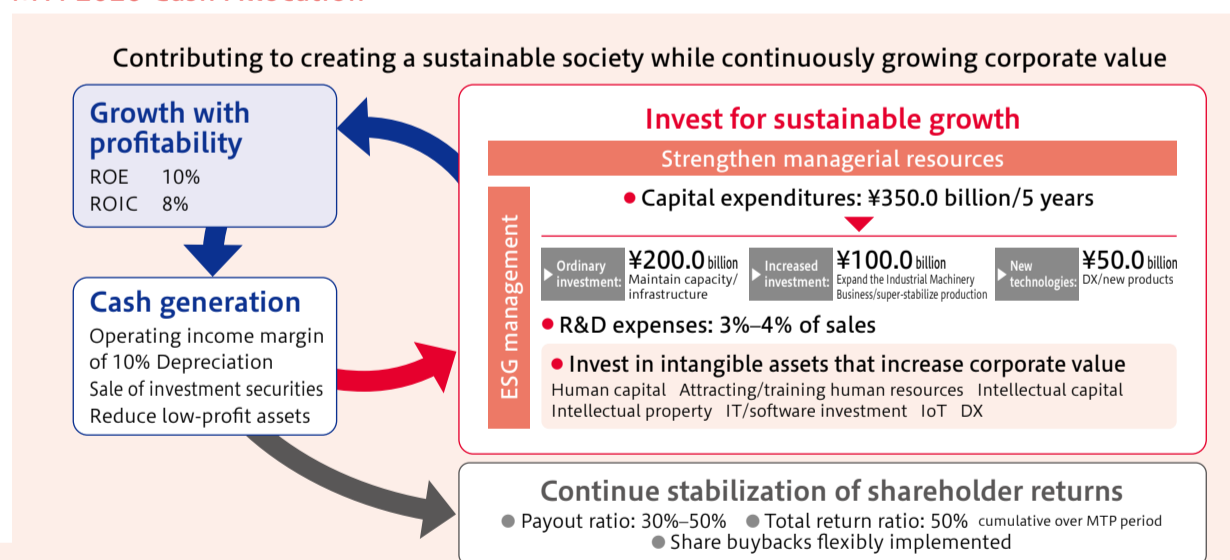 Contributing to creating a sustainable society while continuously growing corporate value
Growth with
profitability
ROE 10%
ROIC 8%
Cash generation
Operating income margin
of 10% Depreciation
Sale of investment securities
Reduce low-profit assets
Invest for sustainable growth
Strengthen managerial resources
ESG management
● Capital expenditures: ¥350.0 billion/5 years
Ordinary
investment:
¥200.0 billion
Maintain capacity/
infrastructure
Increased
investment:
¥100.0 billion
Expand the Industrial Machinery
Business/super-stabilize production
New
technologies:
¥50.0 billion
DX/new products
● R&D expenses: 3%–4% of sales
● Invest in intangible assets that increase corporate value
Human capital Attracting/training human resources Intellectual capital
Intellectual property IT/software investment IoT DX
Continue stabilization of shareholder returns
● Payout ratio: 30%–50% ● Total return ratio: 50% cumulative over MTP period
● Share buybacks flexibly implemented